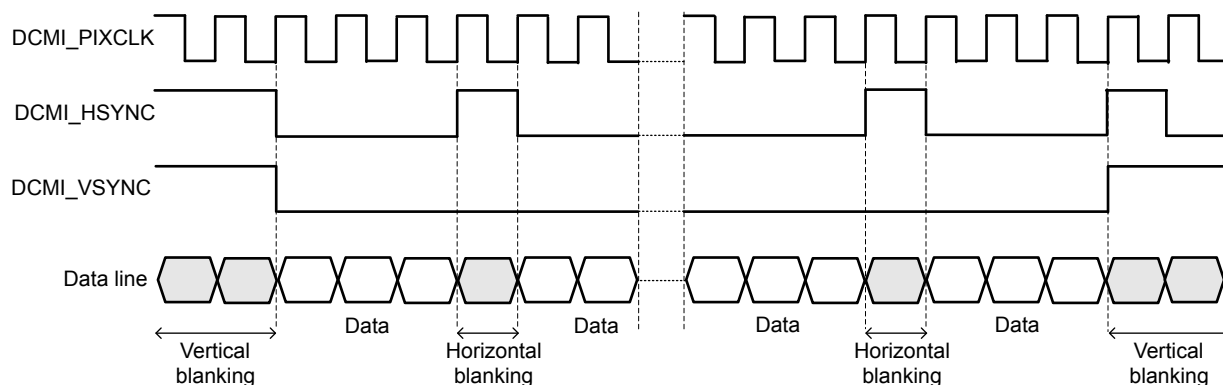 DCMI_PIXCLK
DCMI_HSYNC
DCMI_VSYNC
Data line
Data
Data
Data
Data
Vertical
blanking
Horizontal
blanking
Horizontal
blanking
Vertical
blanking